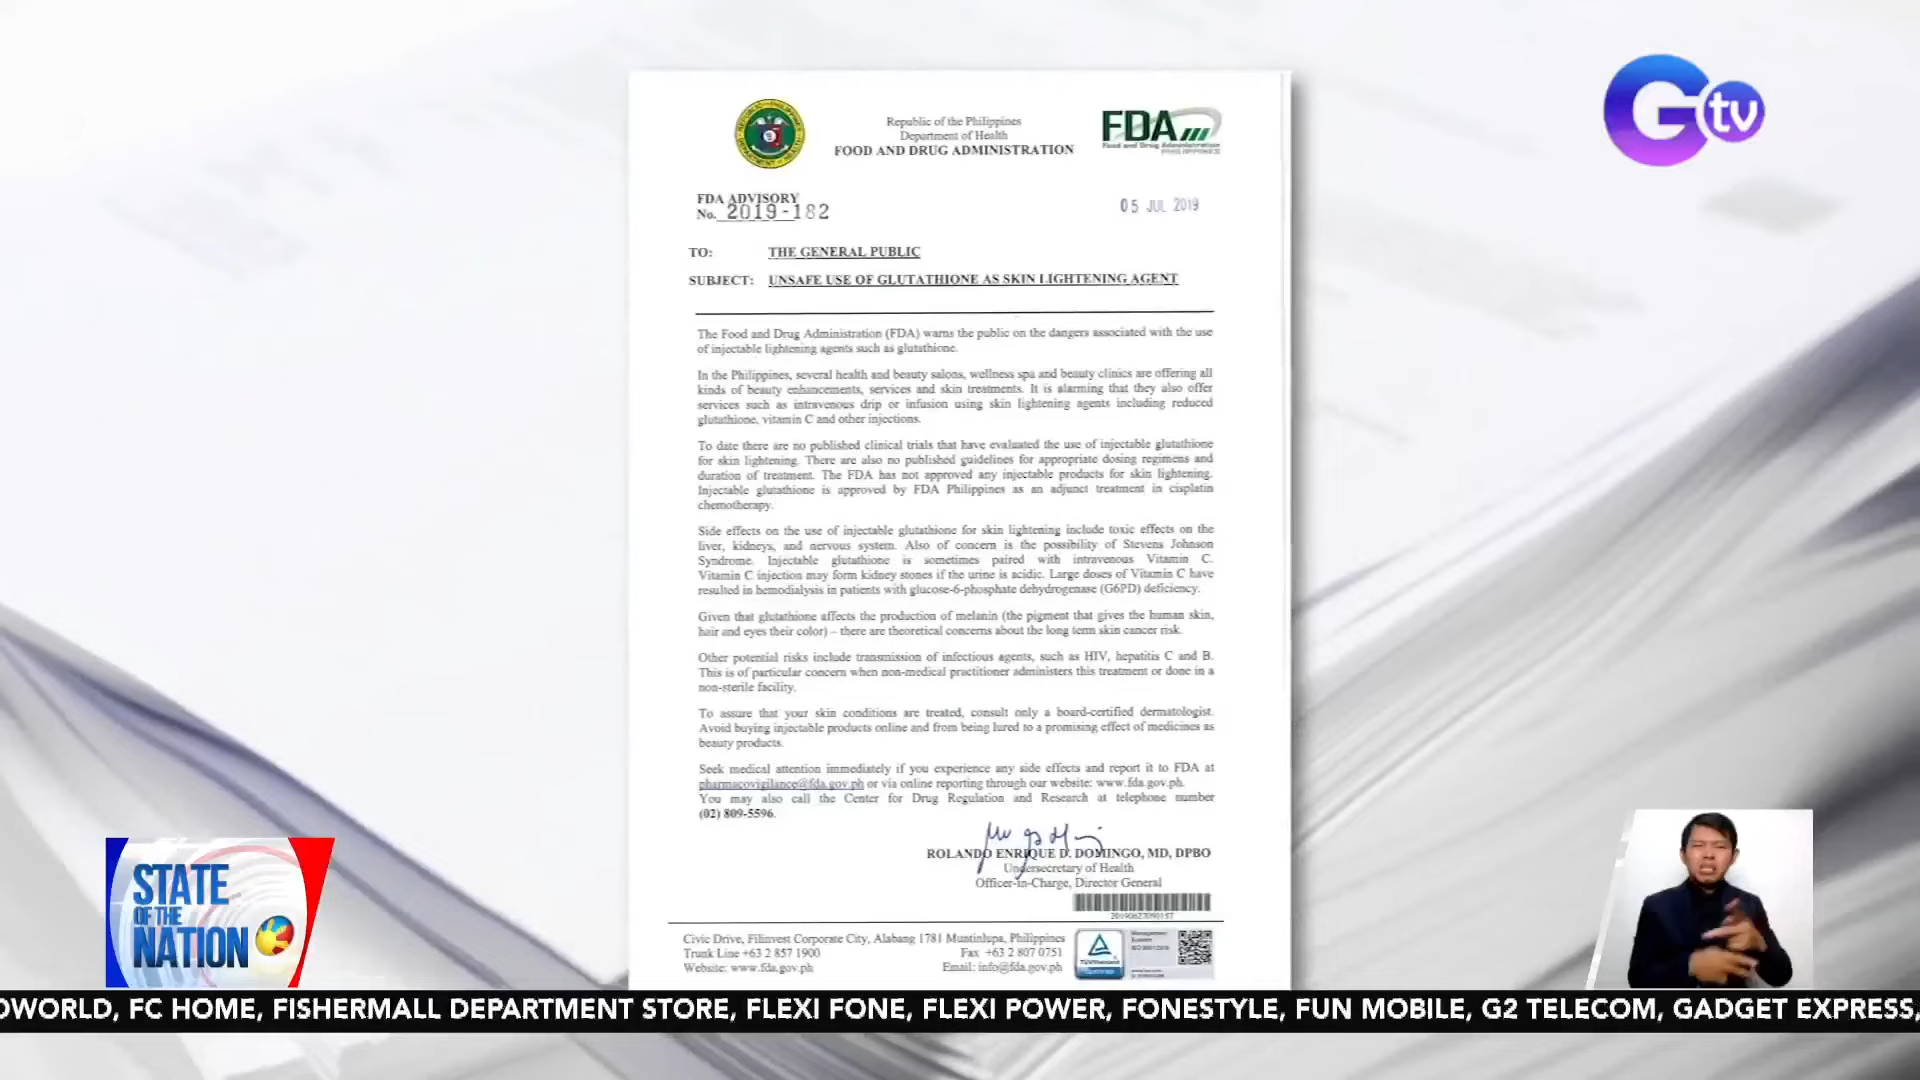 Gtv
Republic of the Philippines
Department of Health
FOOD AND DRUG ADMINISTRATION
FDA
Food and Drug Administration
PHILIPPINES
FDA ADVISORY
No. 2019-182
05 JUL 2019
TO: THE GENERAL PUBLIC
SUBJECT: UNSAFE USE OF GLUTATHIONE AS SKIN LIGHTENING AGENT
The Food and Drug Administration (FDA) warns the public on the dangers associated with the use
of injectable lightening agents such as glutathione.
In the Philippines, several health and beauty salons, wellness spa and beauty clinics are offering all
kinds of beauty enhancements, services and skin treatments. It is alarming that they also offer
services such as intravenous drip or infusion using skin lightening agents including reduced
glutathione, vitamin C and other injections.
To date there are no published clinical trials that have evaluated the use of injectable glutathione
for skin lightening. There are also no published guidelines for appropriate dosing regimens and
duration of treatment. The FDA has not approved any injectable products for skin lightening.
Injectable glutathione is approved by FDA Philippines as an adjunct treatment in cisplatin
chemotherapy.
Side effects on the use of injectable glutathione for skin lightening include toxic effects on the
liver, kidneys, and nervous system. Also of concern is the possibility of Stevens Johnson
Syndrome. Injectable glutathione is sometimes paired with intravenous Vitamin C.
Vitamin C injection may form kidney stones if the urine is acidic. Large doses of Vitamin C have
resulted in hemodialysis in patients with glucose-6-phosphate dehydrogenase (G6PD) deficiency.
Given that glutathione affects the production of melanin (the pigment that gives the human skin,
hair and eyes their color) – there are theoretical concerns about the long term skin cancer risk.
Other potential risks include transmission of infectious agents, such as HIV, hepatitis C and B.
This is of particular concern when non-medical practitioner administers this treatment or done in a
non-sterile facility.
To assure that your skin conditions are treated, consult only a board-certified dermatologist.
Avoid buying injectable products online and from being lured to a promising effect of medicines as
beauty products.
Seek medical attention immediately if you experience any side effects and report it to FDA at
pharmacovigilance@fda.gov.ph or via online reporting through our website: www.fda.gov.ph.
You may also call the Center for Drug Regulation and Research at telephone number
(02) 809-5596.
ROLANDO ENRIQUE D. DOMINGO, MD, DPBO
Undersecretary of Health
Officer-in-Charge, Director General
Civic Drive, Filinvest Corporate City, Alabang 1781 Muntinlupa, Philippines
Trunk Line +63 2 857 1900 Fax +63 2 807 0751
Website: www.fda.gov.ph Email: info@fda.gov.ph
STATE
OF THE
NATION
OWORLD, FC HOME, FISHERMALL DEPARTMENT STORE, FLEXI FONE, FLEXI POWER, FONESTYLE, FUN MOBILE, G2 TELECOM, GADGET EXPRESS,